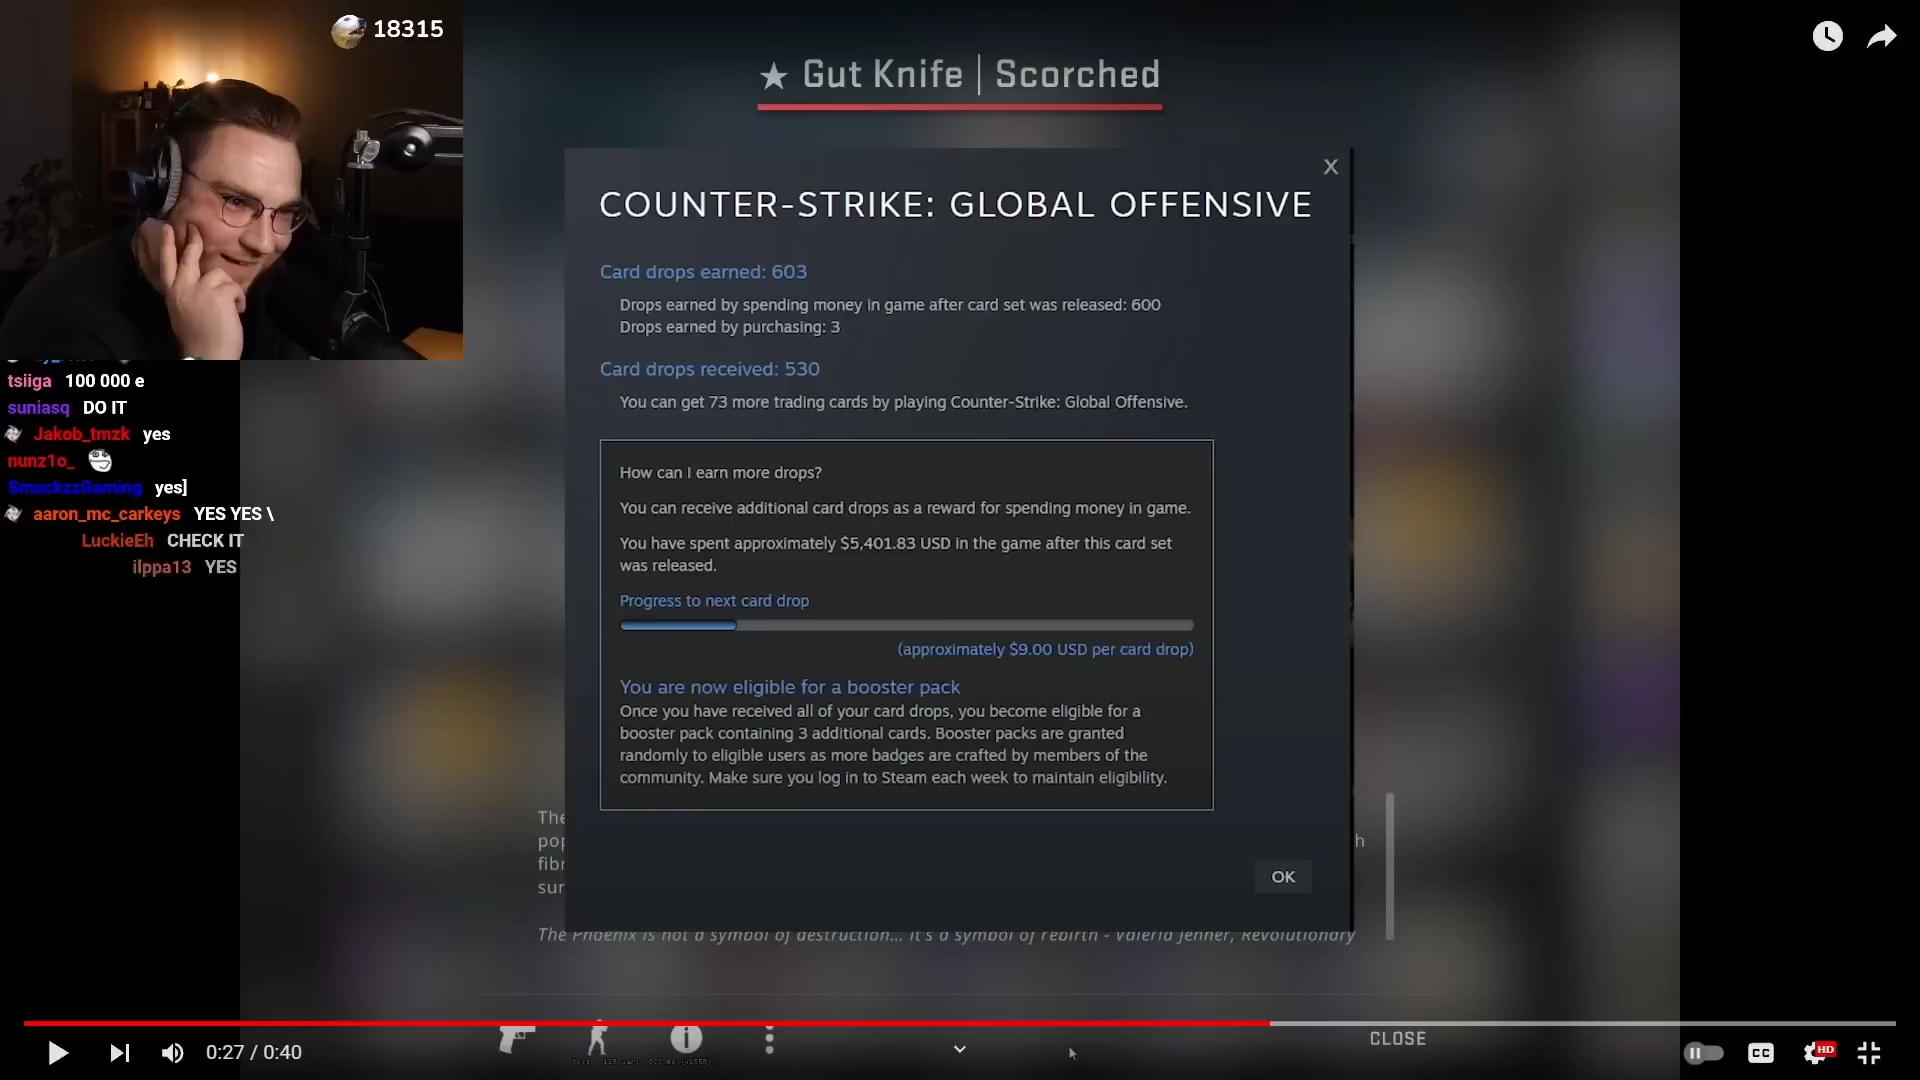 18315
★ Gut Knife | Scorched
X
COUNTER-STRIKE: GLOBAL OFFENSIVE
Card drops earned: 603
Drops earned by spending money in game after card set was released: 600
Drops earned by purchasing: 3
Card drops received: 530
You can get 73 more trading cards by playing Counter-Strike: Global Offensive.
How can I earn more drops?
You can receive additional card drops as a reward for spending money in game.
You have spent approximately $5,401.83 USD in the game after this card set
was released.
Progress to next card drop
(approximately $9.00 USD per card drop)
You are now eligible for a booster pack
Once you have received all of your card drops, you become eligible for a
booster pack containing 3 additional cards. Booster packs are granted
randomly to eligible users as more badges are crafted by members of the
community. Make sure you log in to Steam each week to maintain eligibility.
OK
tsiiga 100 000 e
suniasq DO IT
Jakob_tmzk yes
nunz1o_
SmackzzGaming yes]
aaron_mc_carkeys YES YES \
LuckieEh CHECK IT
ilppa13 YES
The
pop
h
fibr
sur
The Phoenix is not a symbol of destruction... it's a symbol of rebirth - Valeria Jenner, Revolutionary
CLOSE
0:27 / 0:40
CC
HD